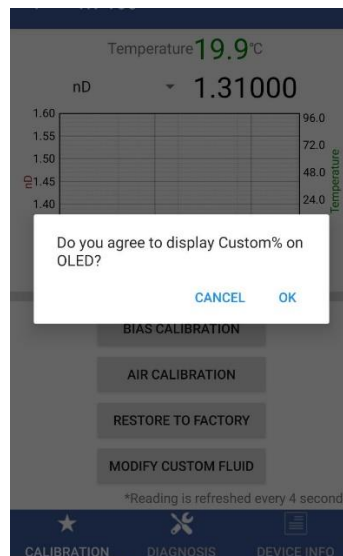 Temperature 19.9°C
nD 1.31000
1.60 96.0
1.55
72.0
1.50
nD 1.45 48.0 Temperature
1.40 24.0
Do you agree to display Custom% on
OLED?
CANCEL OK
BIAS CALIBRATION
AIR CALIBRATION
RESTORE TO FACTORY
MODIFY CUSTOM FLUID
*Reading is refreshed every 4 second
CALIBRATION DIAGNOSIS DEVICE INFO